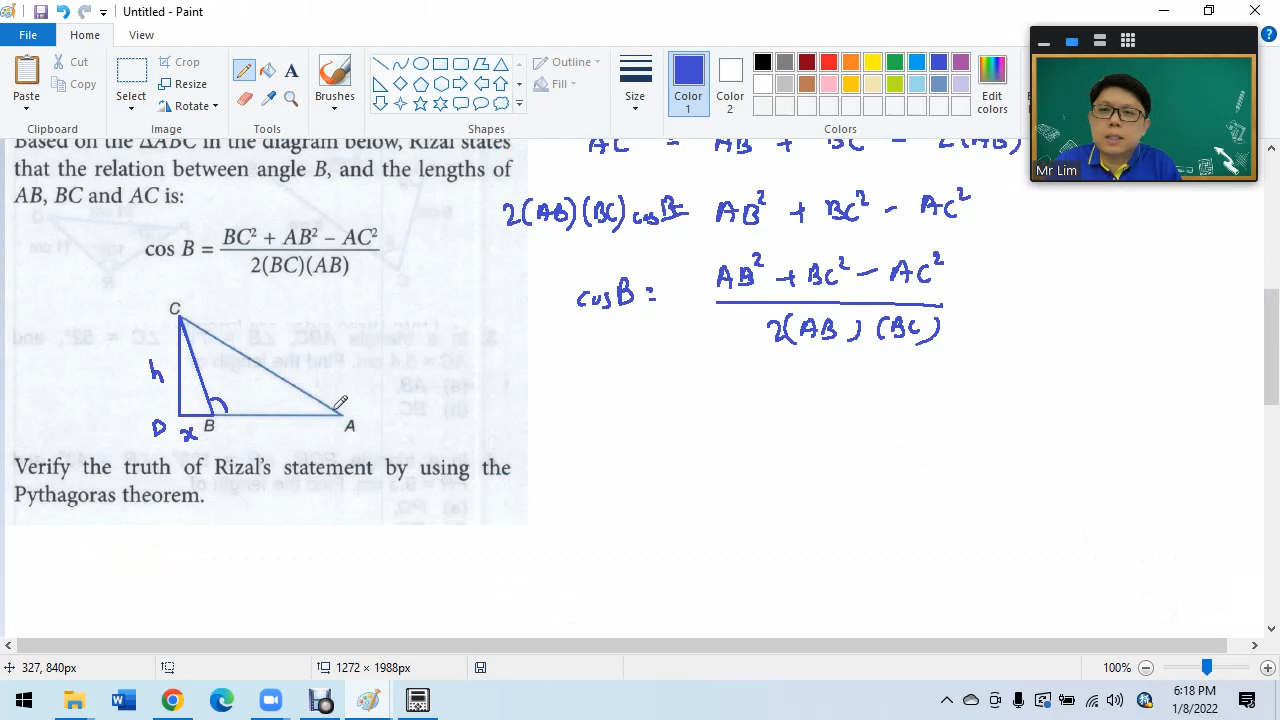 Untitled - Paint
File
Home
View
Paste
Cut
Copy
Clipboard
Select
Crop
Resize
Rotate
Image
A
Tools
Brushes
Shapes
Outline
Fill
Size
Color 1
Color 2
Edit colors
Colors
Mr Lim
Based on the ΔABC in the diagram below, Rizal states
that the relation between angle B, and the lengths of
AB, BC and AC is:
cos B = BC² + AB² – AC²
2(BC)(AB)
C
h
D
x
B
A
Verify the truth of Rizal's statement by using the
Pythagoras theorem.
AC = AB + BC - 2(AB)
2(AB)(BC) cos B = AB² + BC² - AC²
cos B = AB² + BC² - AC²
2(AB)(BC)
327, 840px
1272 × 1988px
100%
6:18 PM
1/8/2022